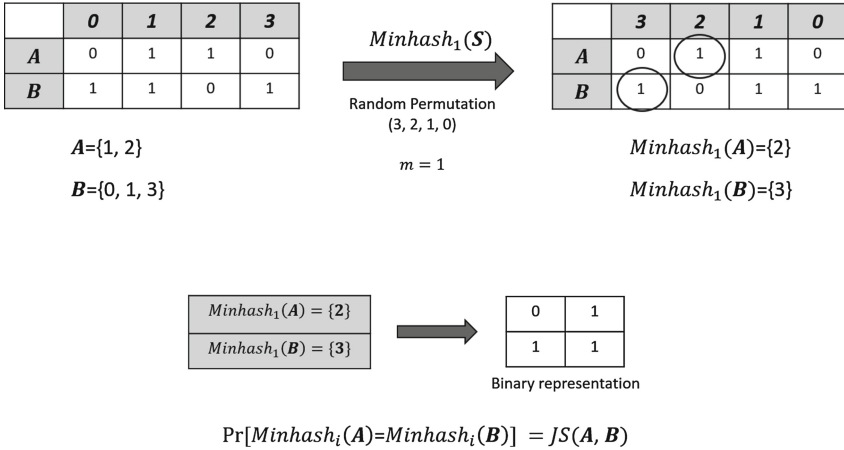 0 1 2 3
A 0 1 1 0
B 1 1 0 1
Minhash₁(S)
Random Permutation
(3, 2, 1, 0)
m = 1
3 2 1 0
A 0 1 1 0
B 1 0 1 1
A={1, 2}
B={0, 1, 3}
Minhash₁(A)={2}
Minhash₁(B)={3}
Minhash₁(A) = {2}
Minhash₁(B) = {3}
0 1
1 1
Binary representation
Pr[Minhashᵢ(A)=Minhashᵢ(B)] = JS(A, B)